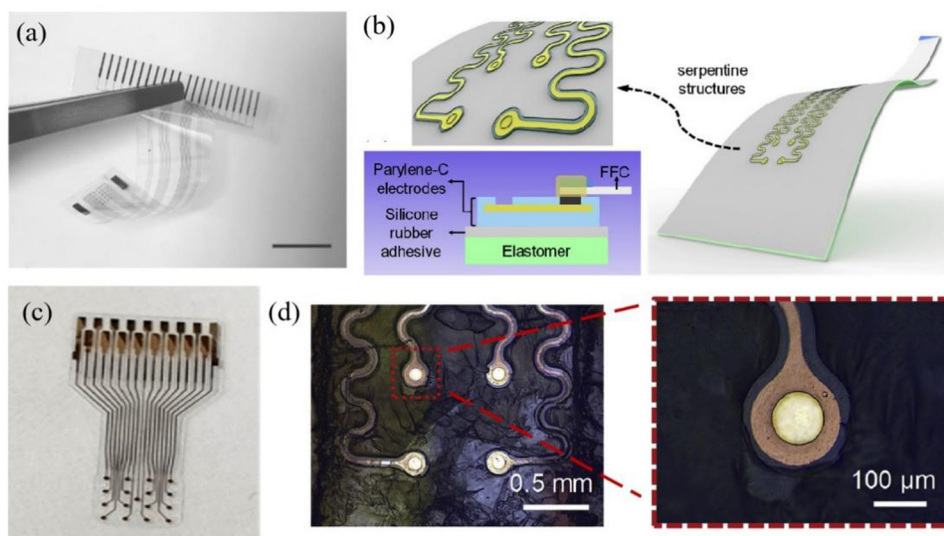 (a)
(b)
serpentine
structures
Parylene-C
electrodes
FFC
Silicone
rubber
adhesive
Elastomer
(c)
(d)
0.5 mm
100 μm